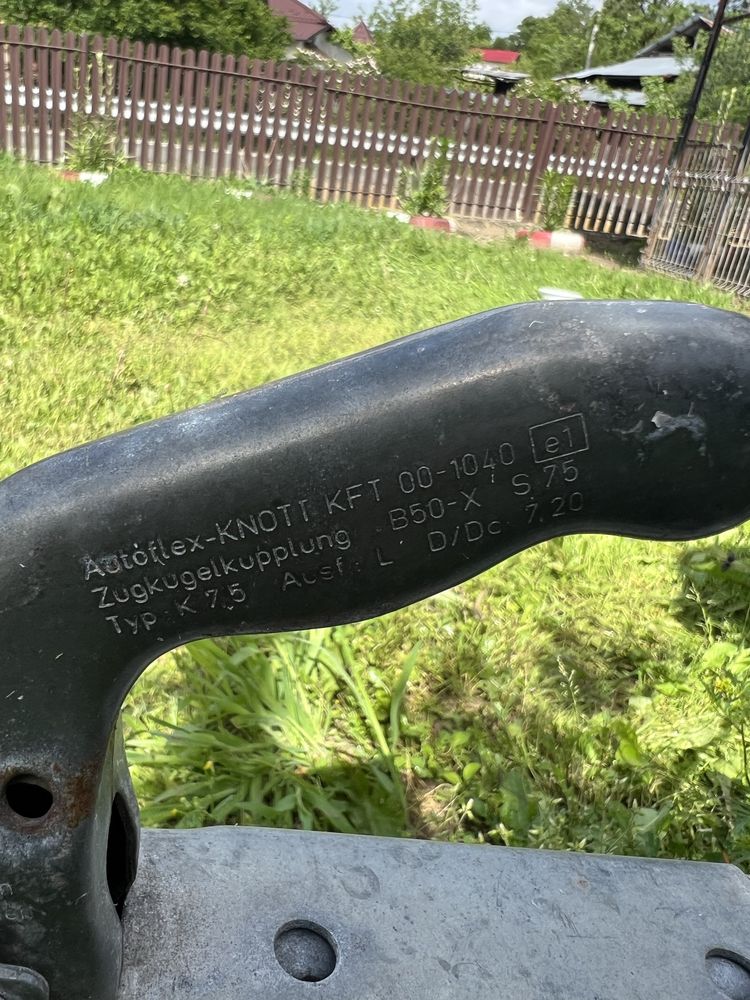 Autoflex-KNOTT KFT 00-1040 e1
Zugkugelkupplung B50-X S 75
Typ K 7,5 Ausf. L D/Dc 7.20